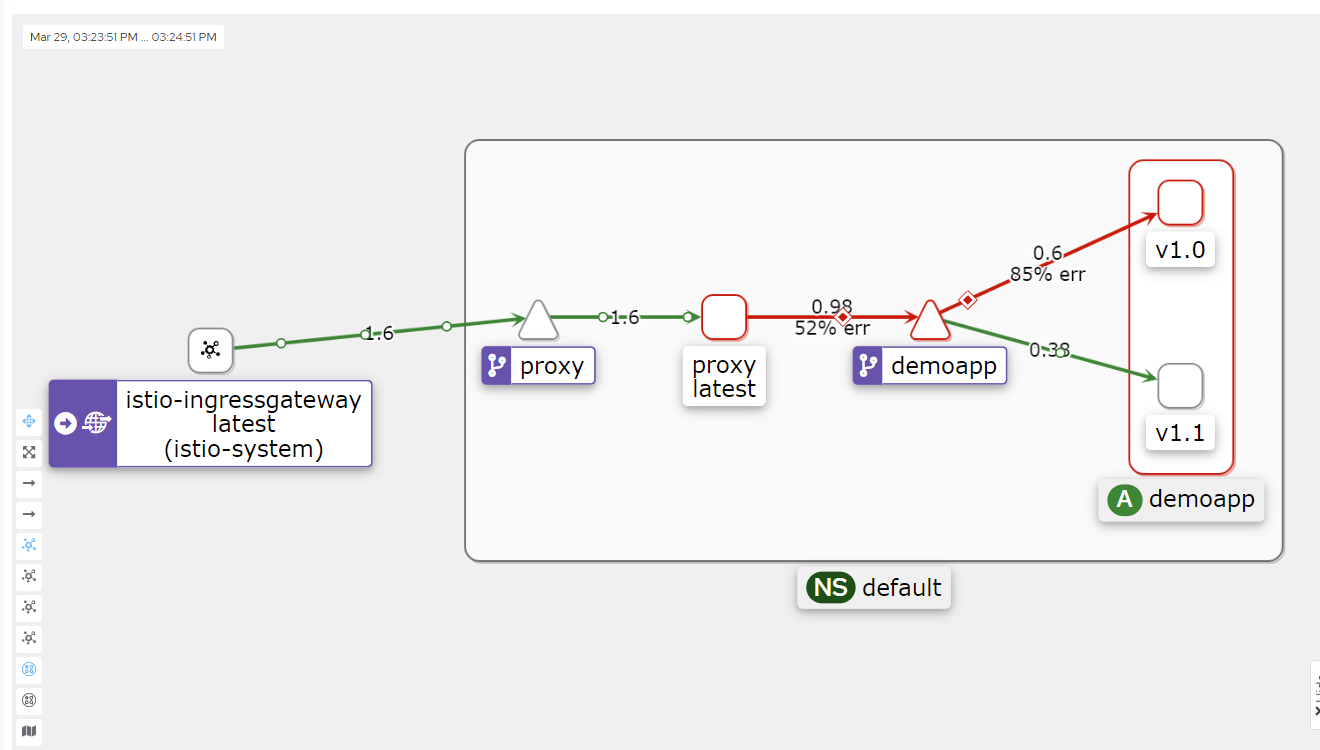 Mar 29, 03:23:51 PM ... 03:24:51 PM
0.6
85% err
v1.0
0.98
52% err
1.6
1.6
0.38
proxy
proxy
latest
demoapp
istio-ingressgateway
latest
(istio-system)
v1.1
A demoapp
NS default